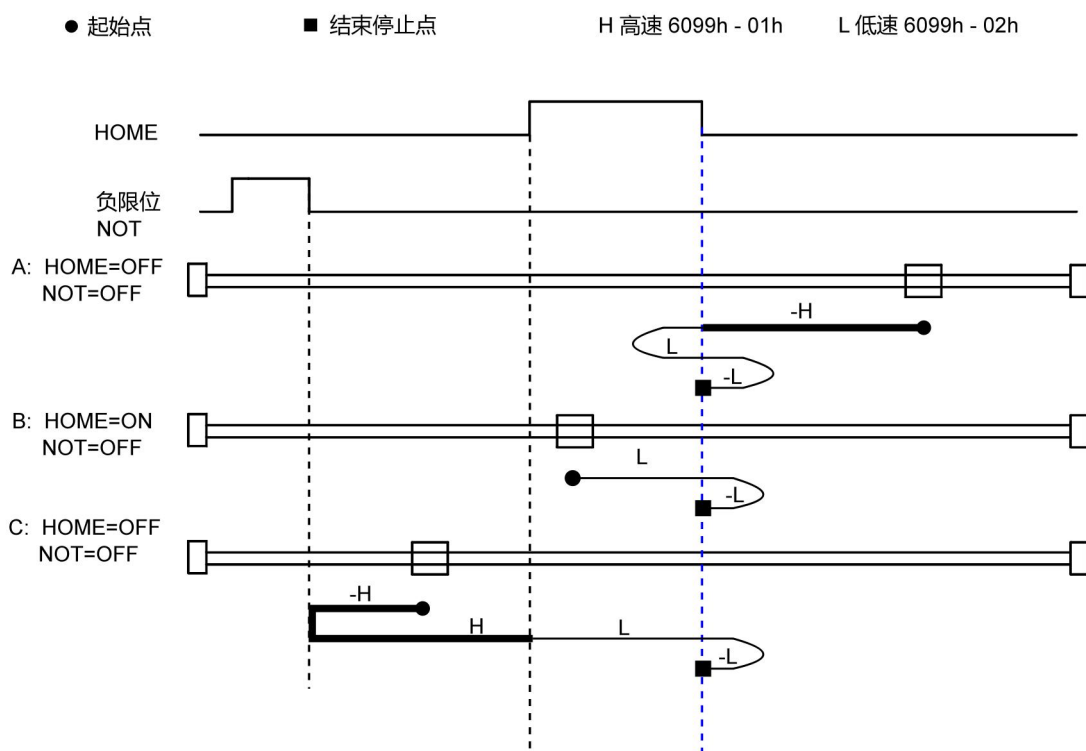 ● 起始点 ■ 结束停止点 H 高速 6099h - 01h L 低速 6099h - 02h
HOME
负限位
NOT
A: HOME=OFF
NOT=OFF
-H
L
-L
B: HOME=ON
NOT=OFF
L
-L
C: HOME=OFF
NOT=OFF
-H
H L
-L